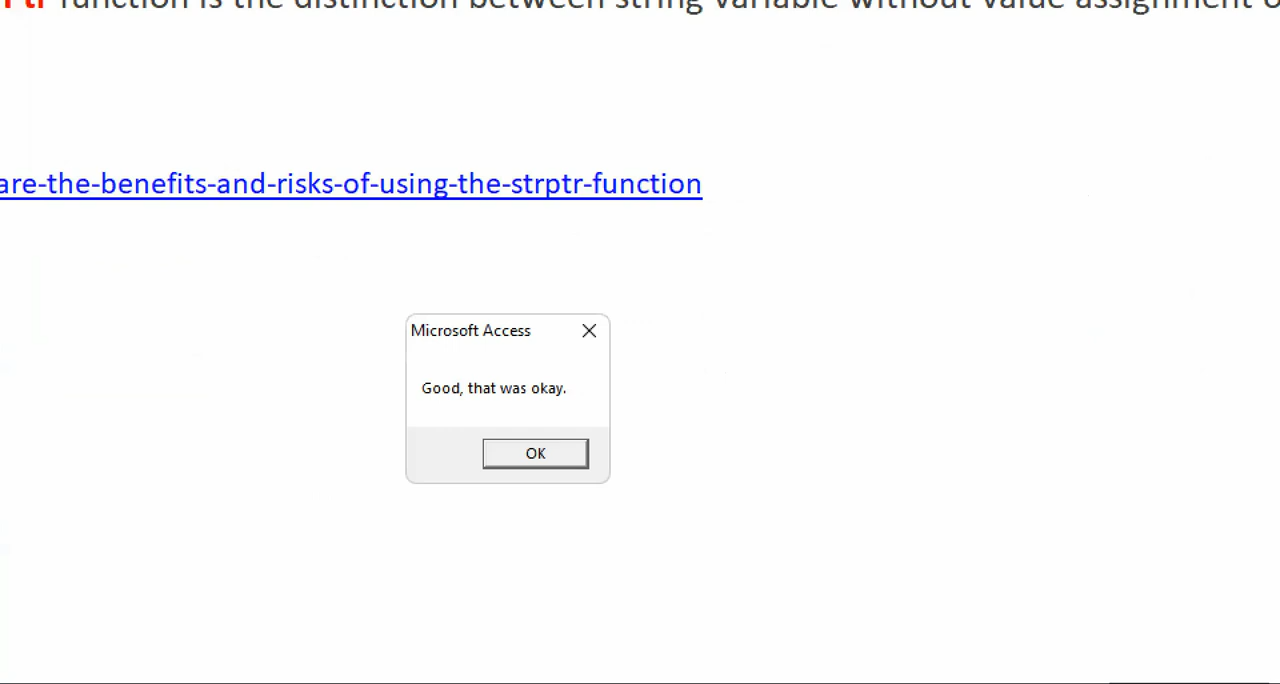 tr function is the distinction between string variable without value assignment o
are-the-benefits-and-risks-of-using-the-strptr-function
Microsoft Access
Good, that was okay.
OK